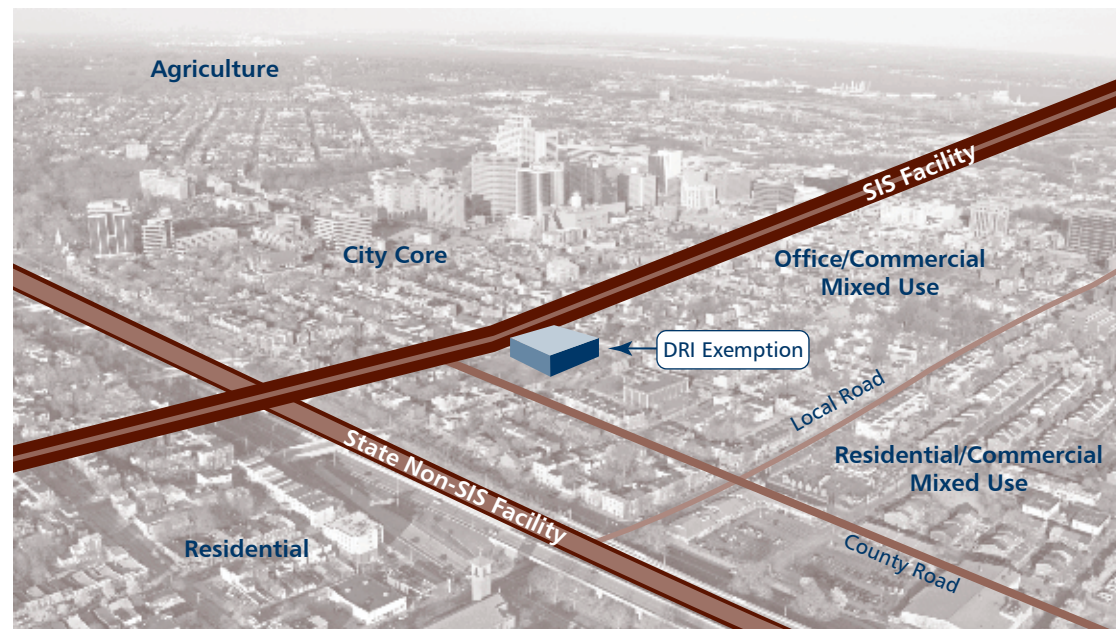 Agriculture
SIS Facility
City Core
Office/Commercial
Mixed Use
DRI Exemption
Local Road
State Non-SIS Facility
Residential/Commercial
Mixed Use
Residential
County Road